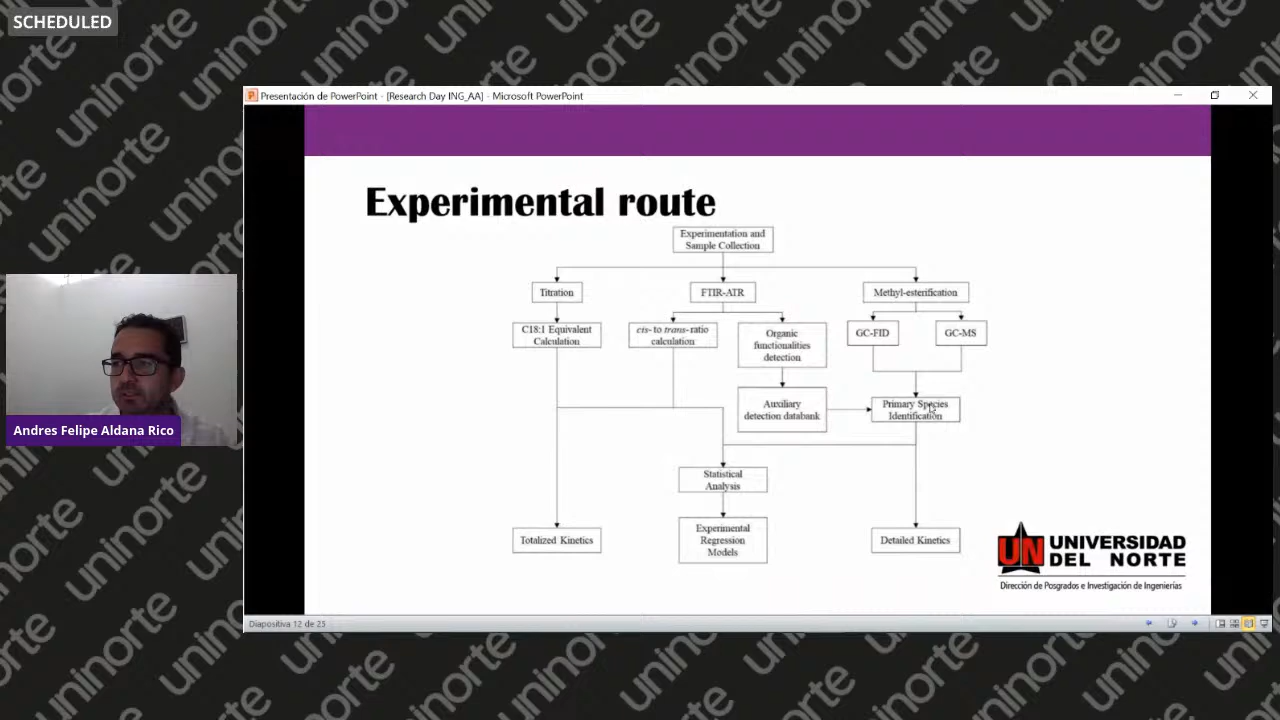 SCHEDULED
Presentación de PowerPoint - [Research Day ING_AA] - Microsoft PowerPoint
Experimental route
Experimentation and
Sample Collection
Titration
FTIR-ATR
Methyl-esterification
C18:1 Equivalent
Calculation
cis- to trans- ratio
calculation
Organic
functionalities
detection
GC-FID
GC-MS
Auxiliary
detection databank
Primary Species
Identification
Statistical
Analysis
Totalized Kinetics
Experimental
Regression
Models
Detailed Kinetics
UN UNIVERSIDAD
DEL NORTE
Dirección de Posgrados e Investigación de Ingenierías
Diapositiva 12 de 25
Andres Felipe Aldana Rico
uninorte